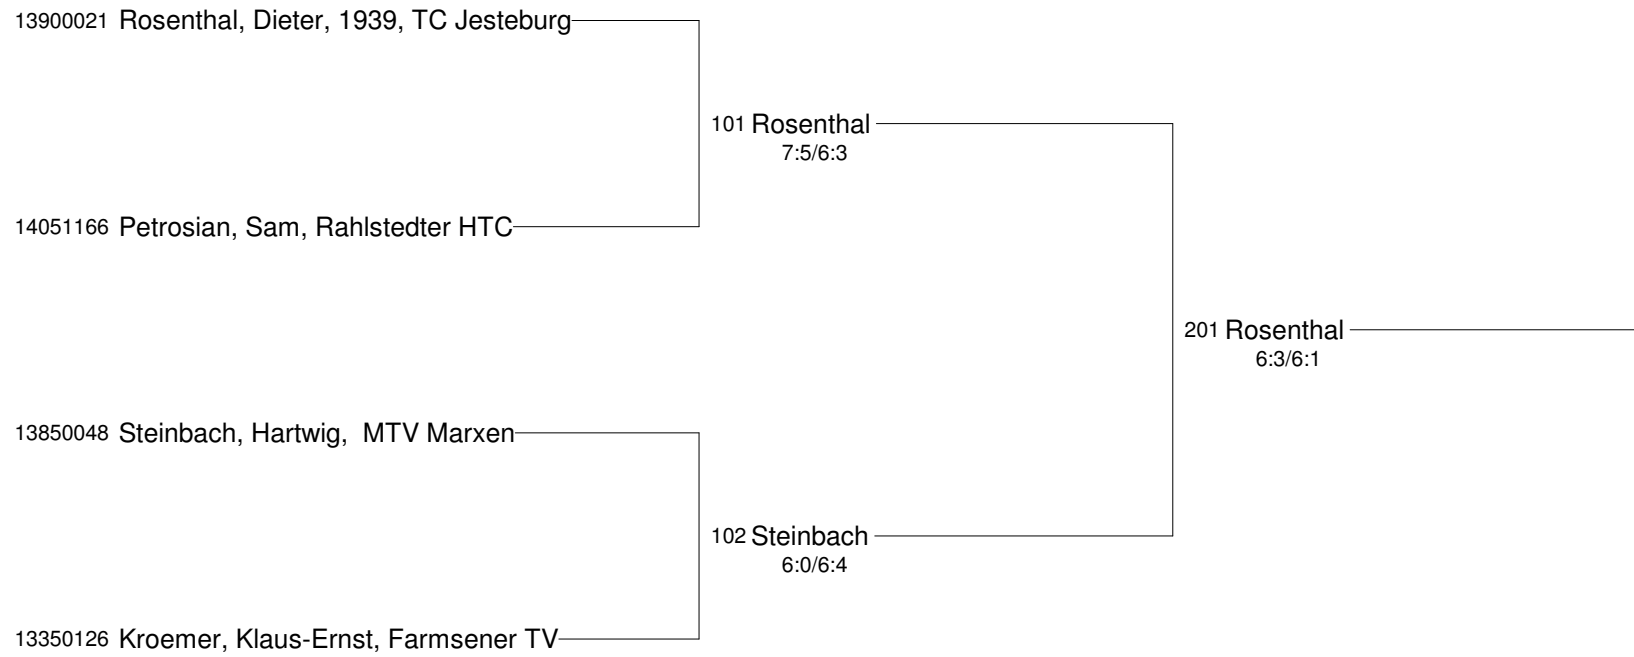 13900021 Rosenthal, Dieter, 1939, TC Jesteburg
101 Rosenthal
7:5/6:3
14051166 Petrosian, Sam, Rahlstedter HTC
201 Rosenthal
6:3/6:1
13850048 Steinbach, Hartwig,  MTV Marxen
102 Steinbach
6:0/6:4
13350126 Kroemer, Klaus-Ernst, Farmsener TV